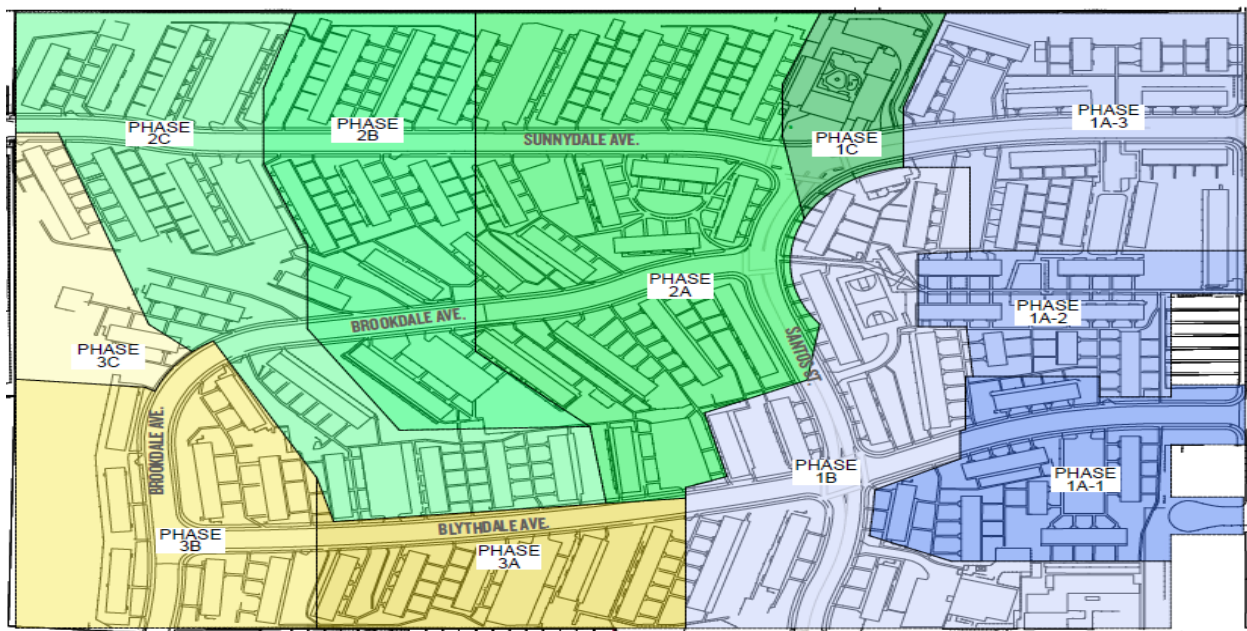 PHASE
1A-3
PHASE
2C
PHASE
2B
SUNNYDALE AVE.
PHASE
1C
PHASE
2A
BROOKDALE AVE.
PHASE
1A-2
SANTOS ST.
PHASE
3C
BROOKDALE AVE.
PHASE
1B
PHASE
1A-1
BLYTHDALE AVE.
PHASE
3B
PHASE
3A